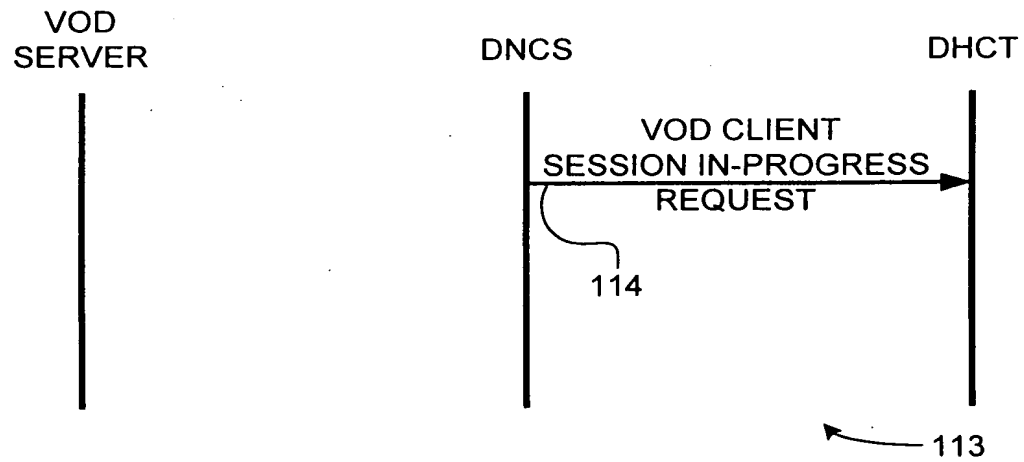 VOD
SERVER
DNCS
DHCT
VOD CLIENT
SESSION IN-PROGRESS
REQUEST
114
113